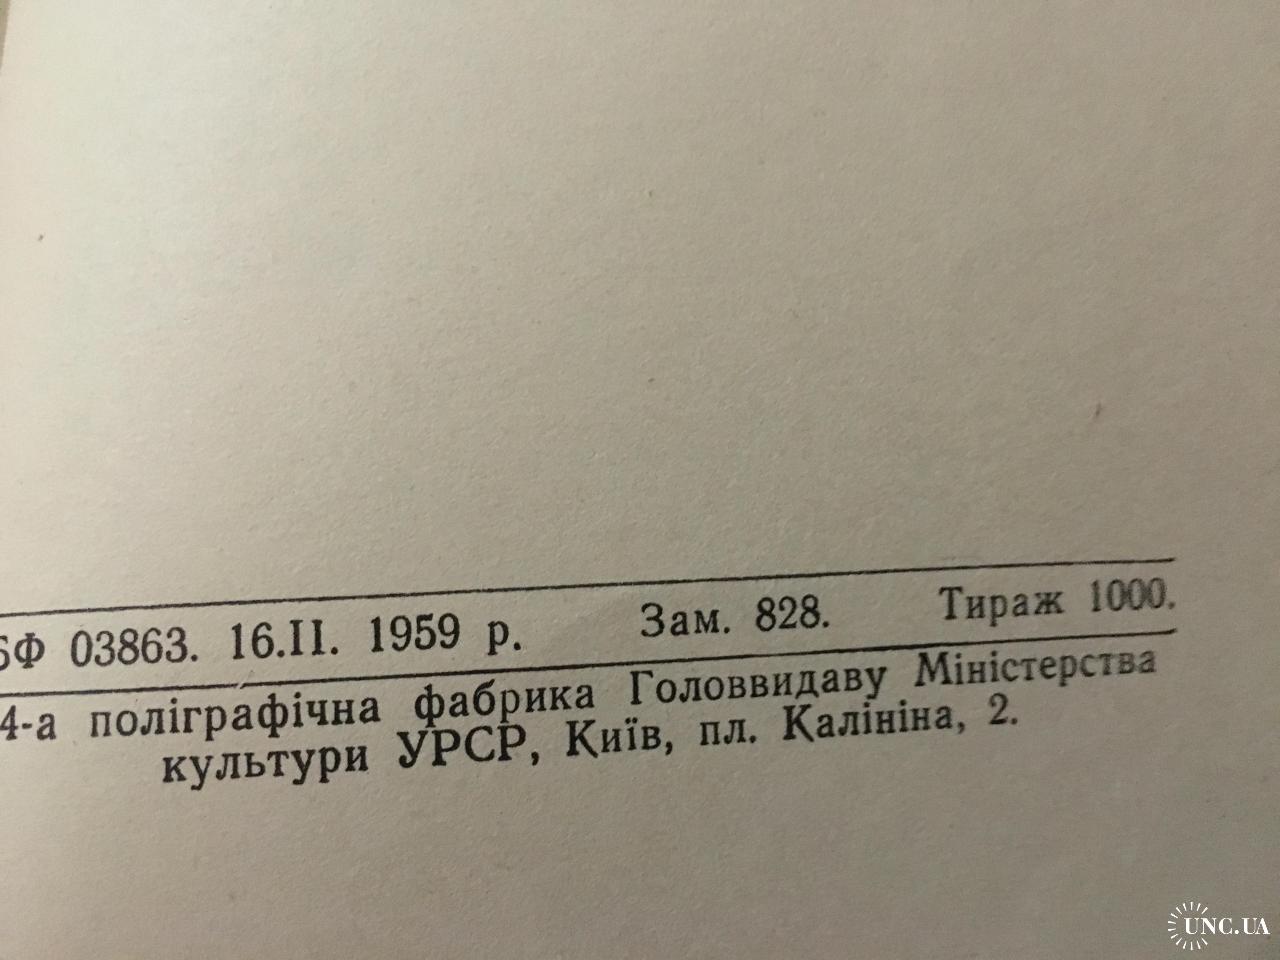 БФ 03863. 16.II. 1959 р. Зам. 828. Тираж 1000.
4-а поліграфічна фабрика Головвидаву Міністерства
культури УРСР, Київ, пл. Калініна, 2.
UNC.UA